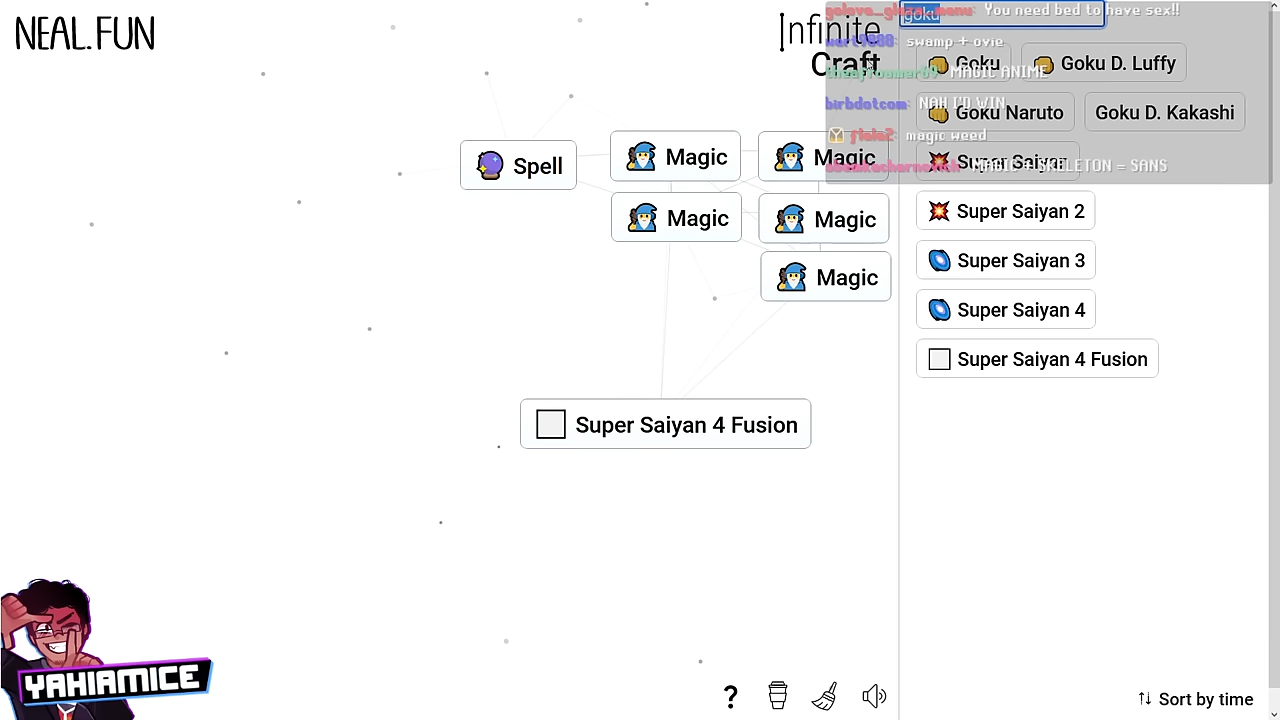 NEAL.FUN
Infinite
Craft
goku
You need bed to have sex!!
swamp + ovie
MAGIC ANIME
birbdotcom: NAH I'D WIN
magic weed
MAGIC + SKELETON = SANS
Goku
Goku D. Luffy
Goku Naruto
Goku D. Kakashi
Super Saiyan
Super Saiyan 2
Super Saiyan 3
Super Saiyan 4
Super Saiyan 4 Fusion
Spell
Magic
Magic
Magic
Magic
Magic
Super Saiyan 4 Fusion
YAHIAMICE
?
Sort by time